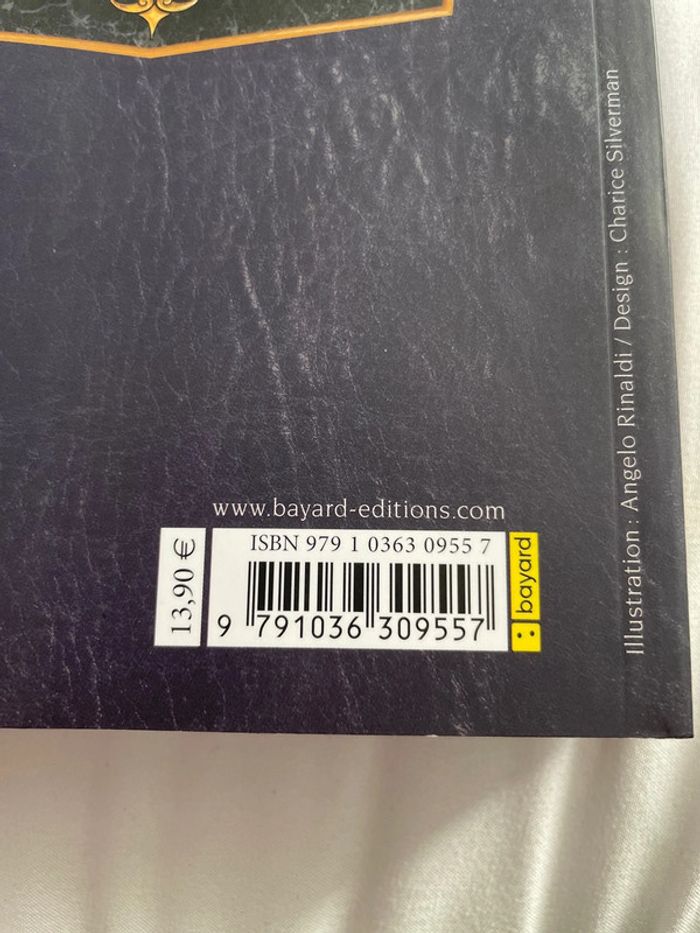 www.bayard-editions.com
13,90 €
ISBN 979 1 0363 0955 7
9 791036 309557
bayard
Illustration : Angelo Rinaldi / Design : Charice Silverman